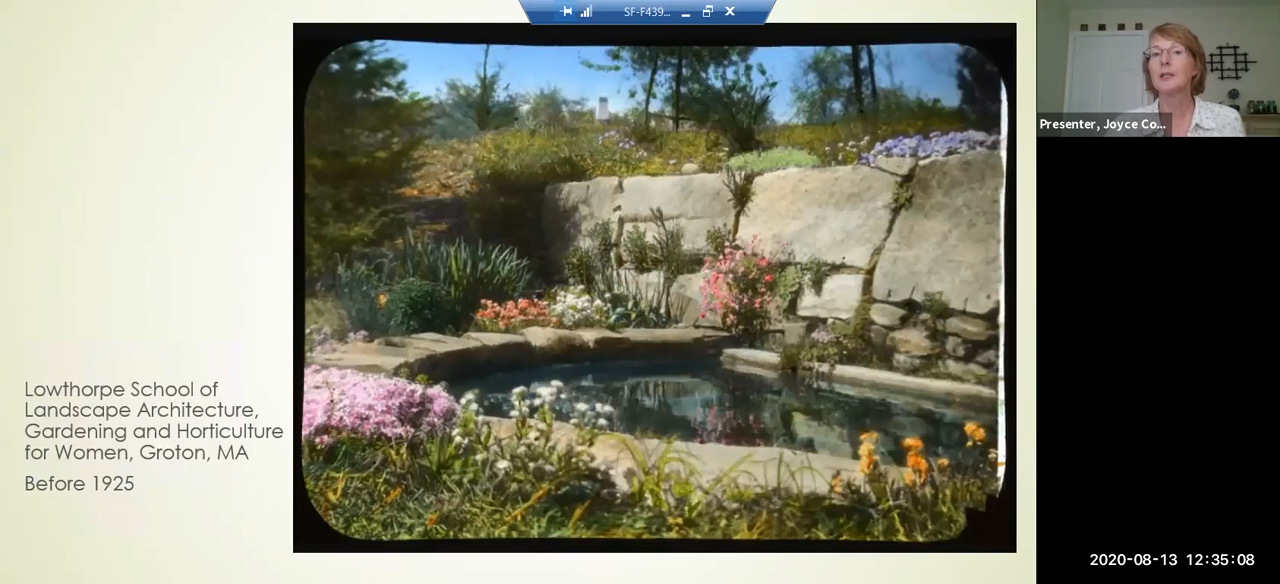 SF-F439...
Presenter, Joyce Co...
Lowthorpe School of
Landscape Architecture,
Gardening and Horticulture
for Women, Groton, MA
Before 1925
2020-08-13 12:35:08